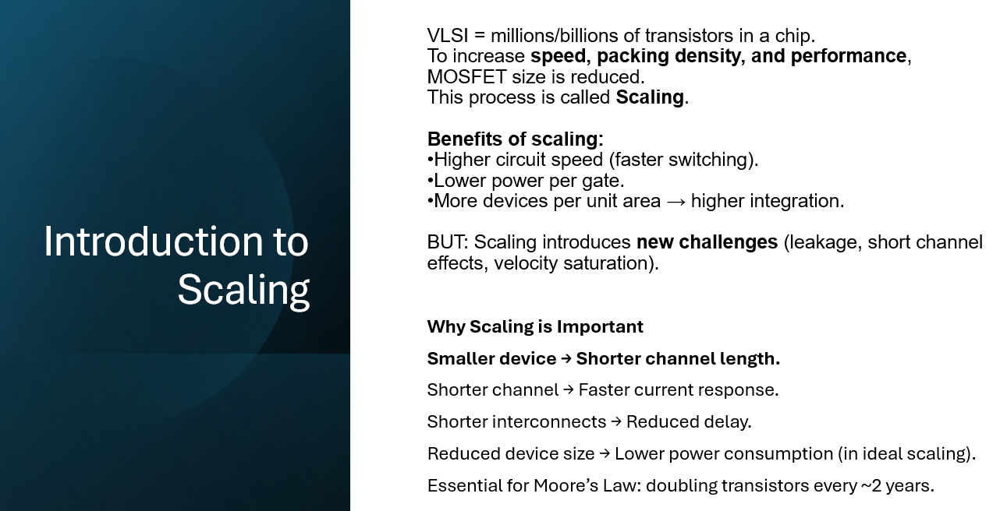 Introduction to
Scaling
VLSI = millions/billions of transistors in a chip.
To increase speed, packing density, and performance,
MOSFET size is reduced.
This process is called Scaling.
Benefits of scaling:
•Higher circuit speed (faster switching).
•Lower power per gate.
•More devices per unit area → higher integration.
BUT: Scaling introduces new challenges (leakage, short channel
effects, velocity saturation).
Why Scaling is Important
Smaller device → Shorter channel length.
Shorter channel → Faster current response.
Shorter interconnects → Reduced delay.
Reduced device size → Lower power consumption (in ideal scaling).
Essential for Moore’s Law: doubling transistors every ~2 years.